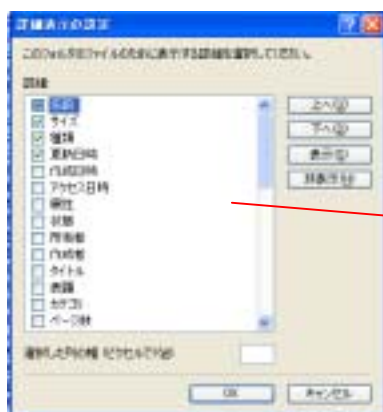 詳細表示の設定
このフォルダのファイルのために表示する詳細を選択してください。
詳細
名前
サイズ
種類
更新日時
作成日時
アクセス日時
属性
状態
所有者
作成者
タイトル
表題
カテゴリ
ページ数
上へ(U)
下へ(D)
表示(S)
非表示(H)
選択した列の幅 (ピクセルで)(W):
OK
キャンセル